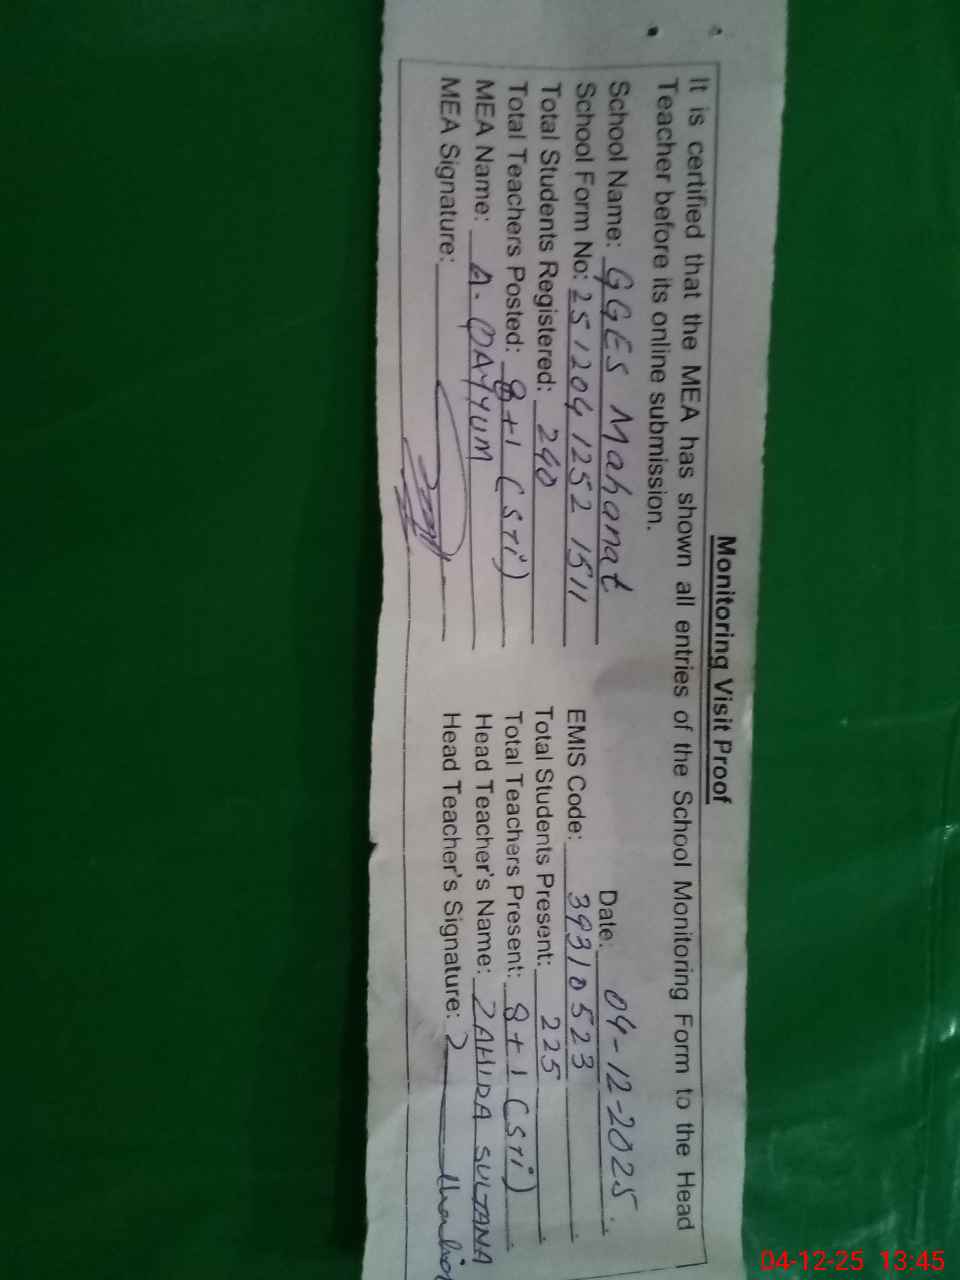 Monitoring Visit Proof
It is certified that the MEA has shown all entries of the School Monitoring Form to the Head
Teacher before its online submission.
Date: 04-12-2025.
School Name: GGES Mahanat
School Form No: 251204 1252 1511 EMIS Code: 39310523
Total Students Registered: 240 Total Students Present: 225
Total Teachers Posted: 8+1 (STI) Total Teachers Present: 8+1 (STI)
MEA Name: A. QAYYUM Head Teacher's Name: ZAHIDA SULTANA
MEA Signature: Head Teacher's Signature:
04-12-25 13:45